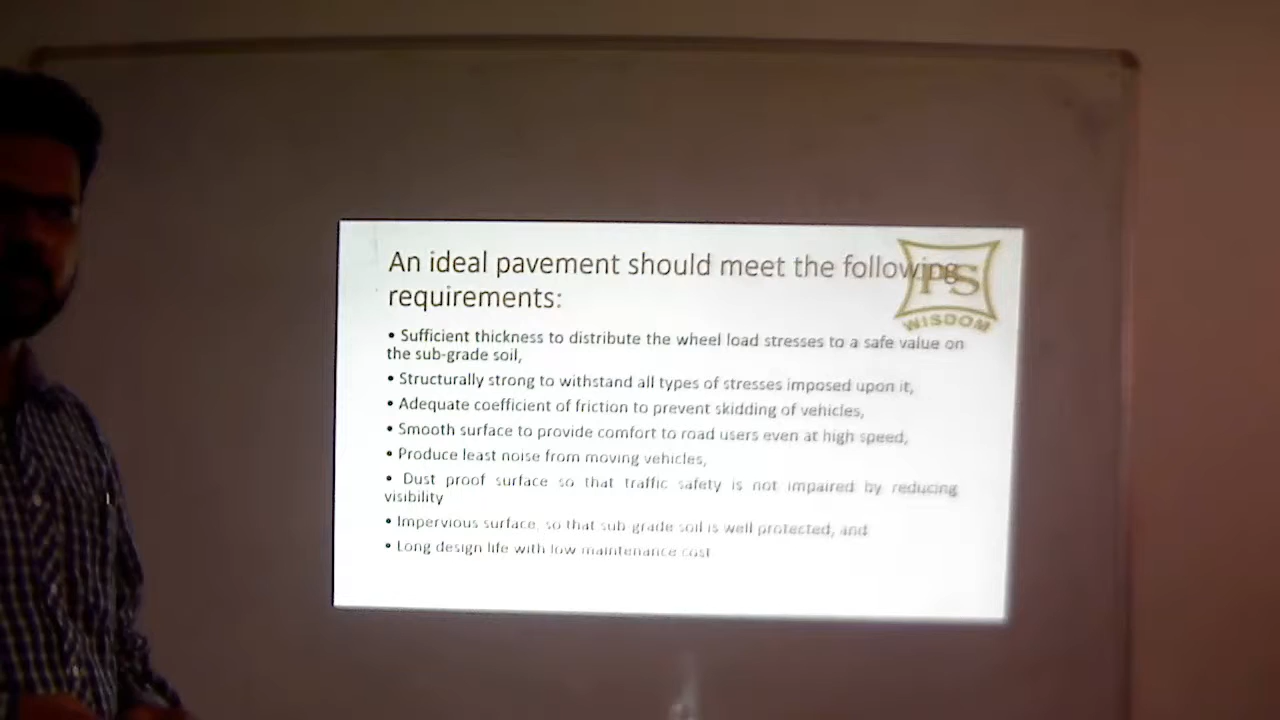 An ideal pavement should meet the following
requirements:
PS
WISDOM
• Sufficient thickness to distribute the wheel load stresses to a safe value on
the sub-grade soil,
• Structurally strong to withstand all types of stresses imposed upon it,
• Adequate coefficient of friction to prevent skidding of vehicles,
• Smooth surface to provide comfort to road users even at high speed,
• Produce least noise from moving vehicles,
• Dust proof surface so that traffic safety is not impaired by reducing
visibility
• Impervious surface, so that sub-grade soil is well protected, and
• Long design life with low maintenance cost